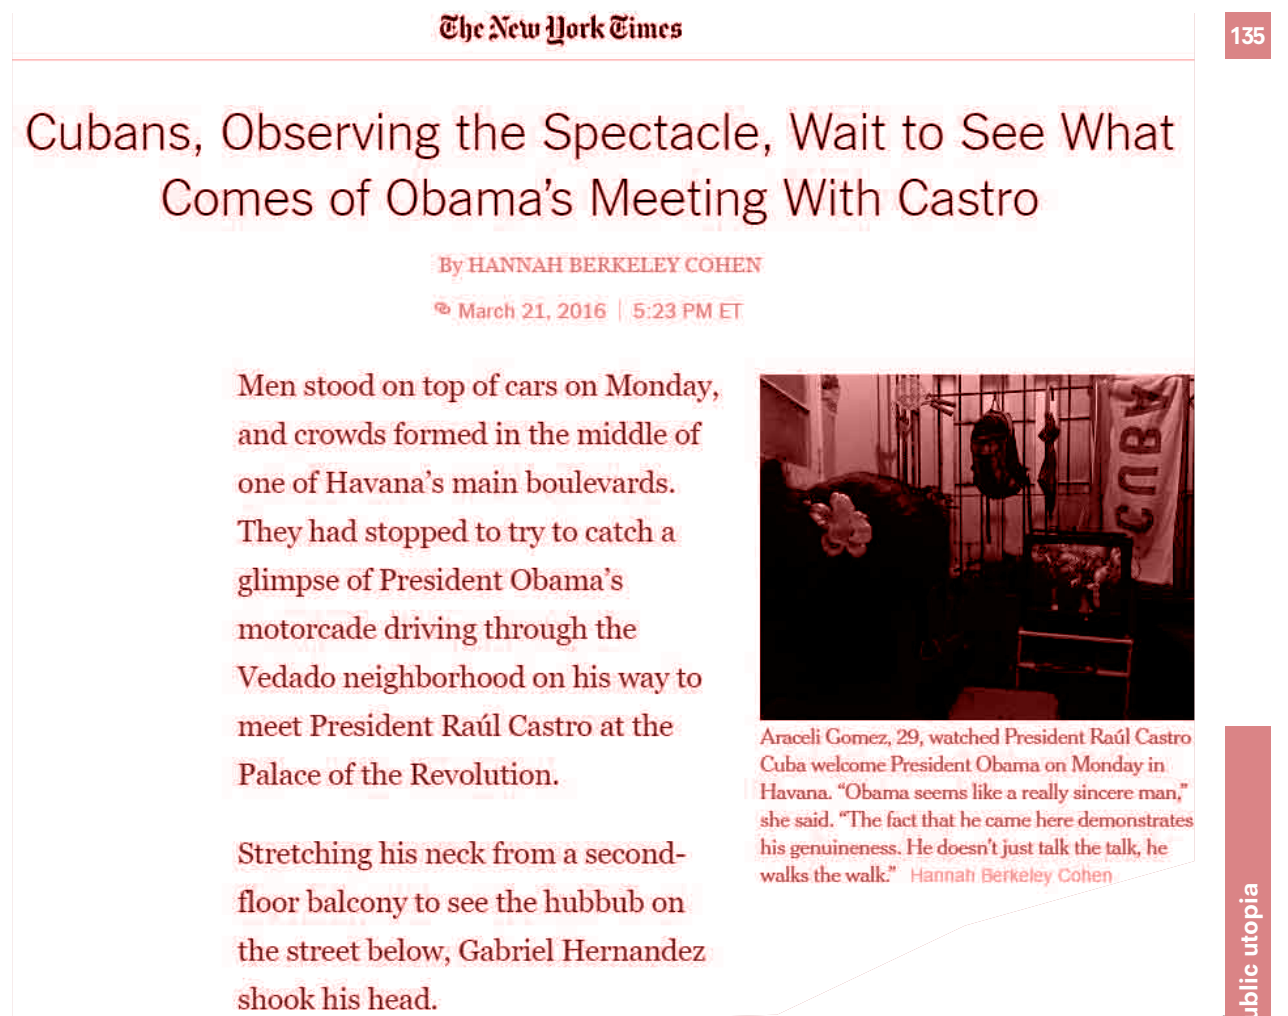 The New York Times
135
Cubans, Observing the Spectacle, Wait to See What
Comes of Obama's Meeting With Castro
By HANNAH BERKELEY COHEN
March 21, 2016 | 5:23 PM ET
Men stood on top of cars on Monday,
and crowds formed in the middle of
one of Havana's main boulevards.
They had stopped to try to catch a
glimpse of President Obama's
motorcade driving through the
Vedado neighborhood on his way to
meet President Raúl Castro at the
Palace of the Revolution.
Stretching his neck from a second-
floor balcony to see the hubbub on
the street below, Gabriel Hernandez
shook his head.
CUBA
Araceli Gomez, 29, watched President Raúl Castro
Cuba welcome President Obama on Monday in
Havana. “Obama seems like a really sincere man,”
she said. “The fact that he came here demonstrates
his genuineness. He doesn't just talk the talk, he
walks the walk.” Hannah Berkeley Cohen
utopia